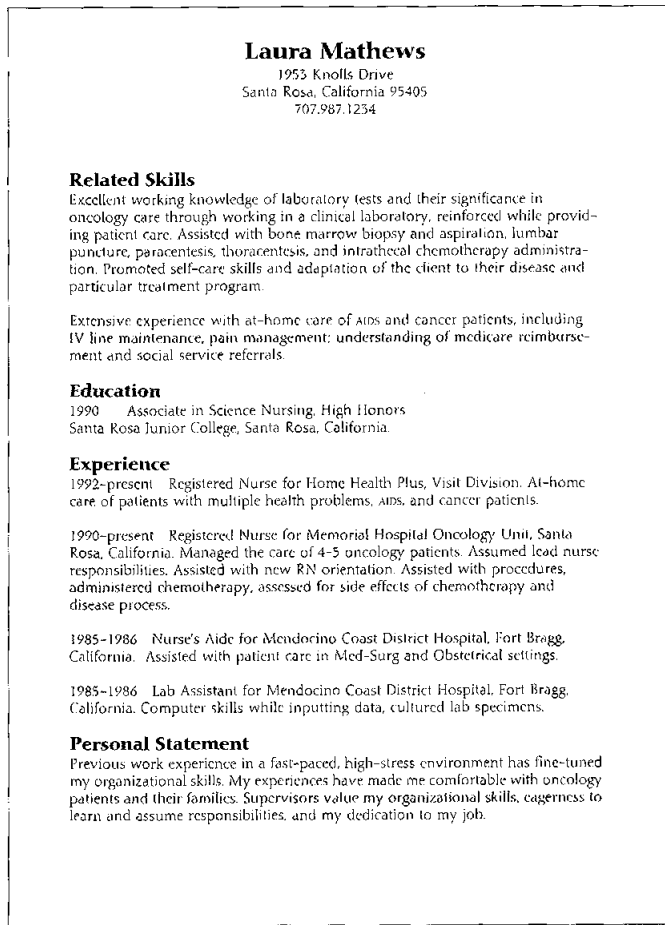 Laura Mathews
1953 Knolls Drive
Santa Rosa, California 95405
707.987.1234
Related Skills
Excellent working knowledge of laboratory tests and their significance in
oncology care through working in a clinical laboratory, reinforced while provid-
ing patient care. Assisted with bone marrow biopsy and aspiration, lumbar
puncture, paracentesis, thoracentesis, and intrathecal chemotherapy administra-
tion. Promoted self-care skills and adaptation of the client to their disease and
particular treatment program.
Extensive experience with at-home care of AIDS and cancer patients, including
IV line maintenance, pain management; understanding of medicare reimburse-
ment and social service referrals.
Education
1990 Associate in Science Nursing, High Honors
Santa Rosa Junior College, Santa Rosa, California.
Experience
1992-present Registered Nurse for Home Health Plus, Visit Division. At-home
care of patients with multiple health problems, AIDS, and cancer patients.
1990-present Registered Nurse for Memorial Hospital Oncology Unit, Santa
Rosa, California. Managed the care of 4-5 oncology patients. Assumed lead nurse
responsibilities. Assisted with new RN orientation. Assisted with procedures,
administered chemotherapy, assessed for side effects of chemotherapy and
disease process.
1985-1986 Nurse's Aide for Mendocino Coast District Hospital, Fort Bragg,
California. Assisted with patient care in Med-Surg and Obstetrical settings.
1985-1986 Lab Assistant for Mendocino Coast District Hospital, Fort Bragg,
California. Computer skills while inputting data, cultured lab specimens.
Personal Statement
Previous work experience in a fast-paced, high-stress environment has fine-tuned
my organizational skills. My experiences have made me comfortable with oncology
patients and their families. Supervisors value my organizational skills, eagerness to
learn and assume responsibilities, and my dedication to my job.